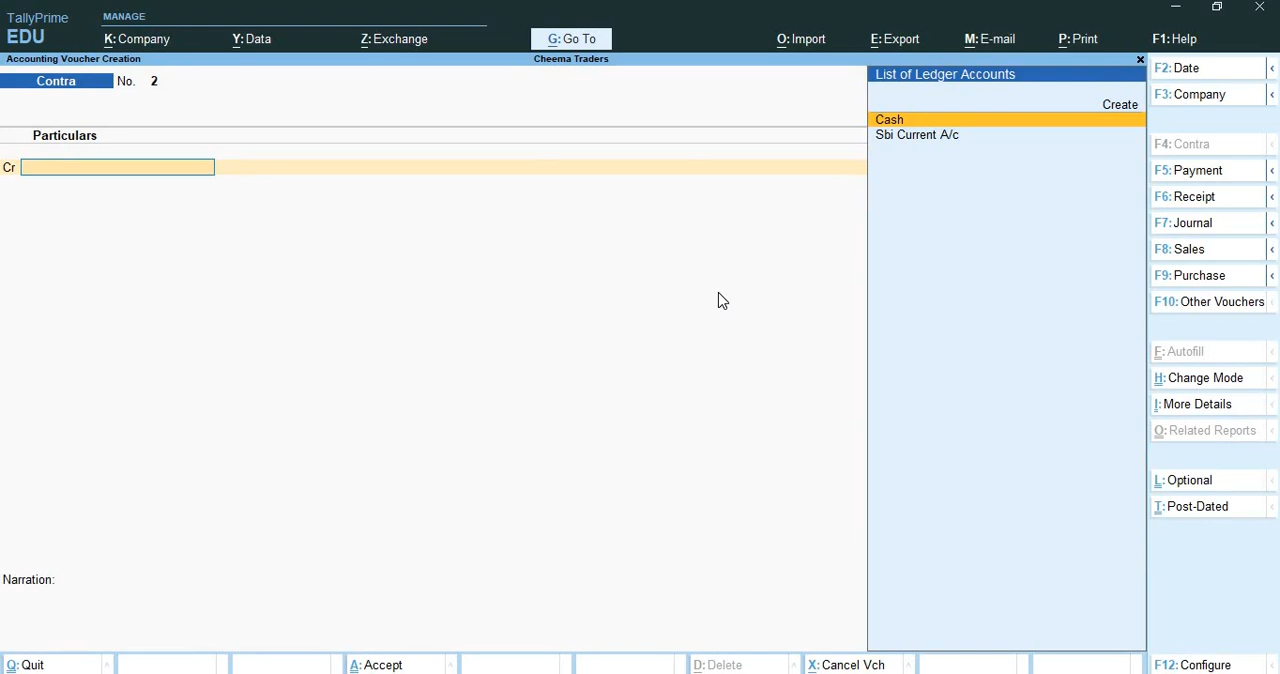 TallyPrime
EDU
MANAGE
K:Company
Y:Data
Z:Exchange
G:Go To
O:Import
E:Export
M:E-mail
P:Print
F1:Help
Accounting Voucher Creation
Cheema Traders
Contra No. 2
Particulars
Cr
Narration:
List of Ledger Accounts
Create
Cash
Sbi Current A/c
F2:Date
F3:Company
F4:Contra
F5:Payment
F6:Receipt
F7:Journal
F8:Sales
F9:Purchase
F10:Other Vouchers
F:Autofill
H:Change Mode
I:More Details
O:Related Reports
L:Optional
T:Post-Dated
Q:Quit
A:Accept
D:Delete
X:Cancel Vch
F12:Configure